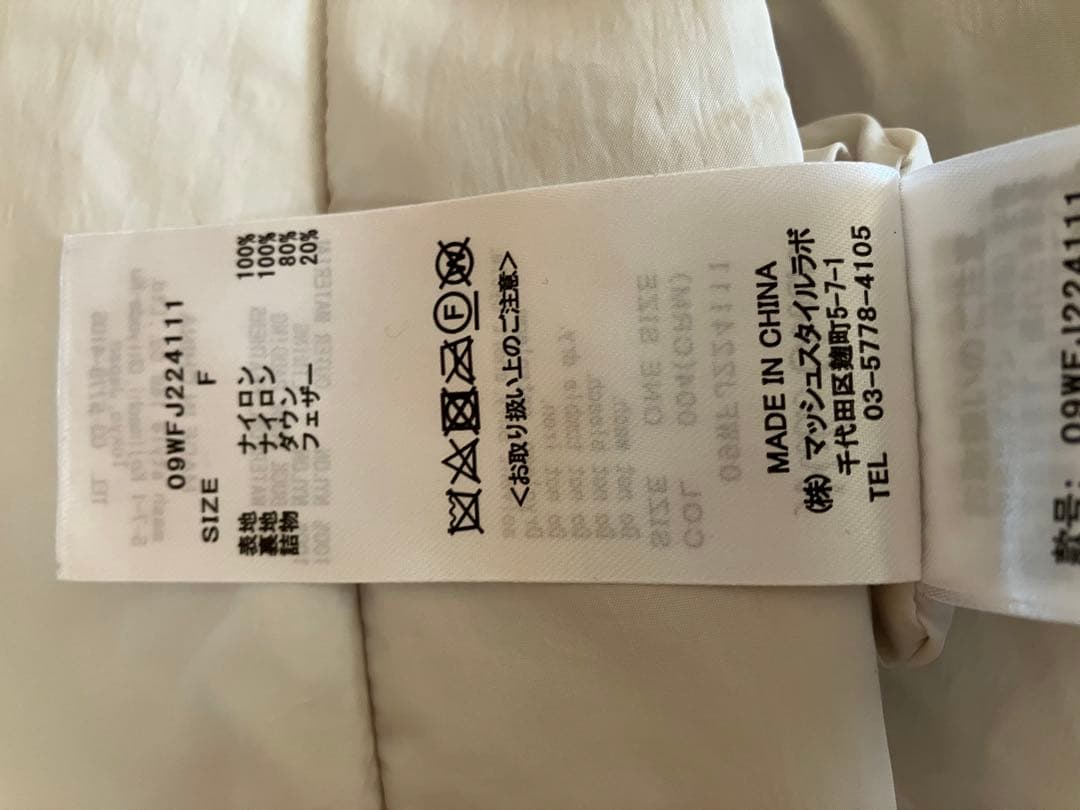 09WFJ224111
SIZE F
表地 ナイロン 100%
裏地 ナイロン 100%
詰物 ダウン 80%
フェザー 20%
<お取り扱い上のご注意>
MADE IN CHINA
(株) マッシュスタイルラボ
千代田区麹町5-7-1
TEL 03-5778-4105
款号: 09WFJ224111